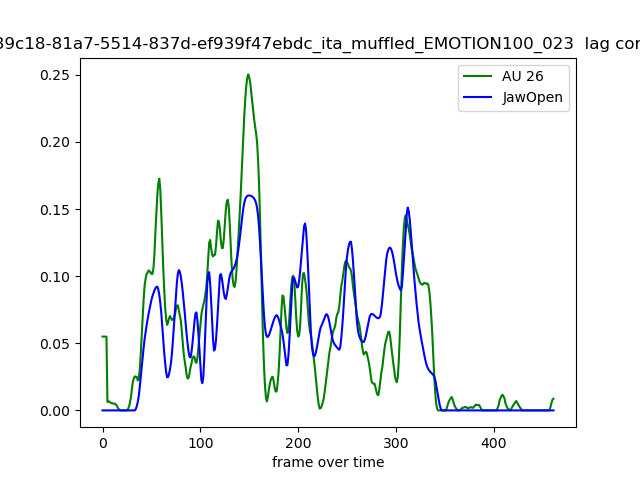 39c18-81a7-5514-837d-ef939f47ebdc_ita_muffled_EMOTION100_023 lag cor
AU 26
JawOpen
0.25
0.20
0.15
0.10
0.05
0.00
0 100 200 300 400
frame over time